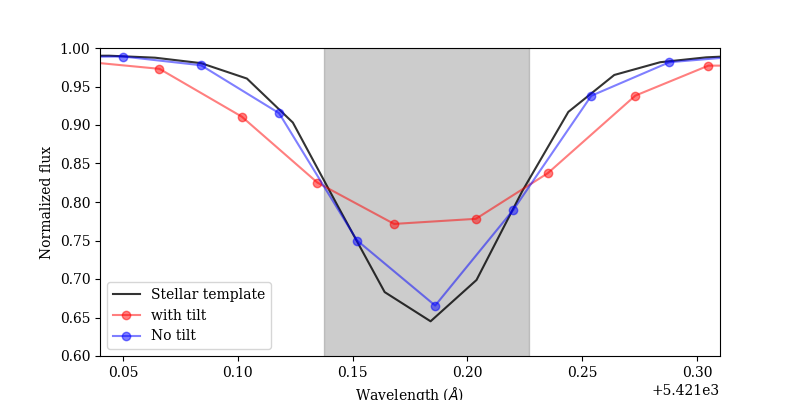 1.00
0.95
0.90
0.85
0.80
0.75
0.70
0.65
0.60
Normalized flux
Stellar template
with tilt
No tilt
0.05 0.10 0.15 0.20 0.25 0.30
Wavelength (Å)
+5.421e3